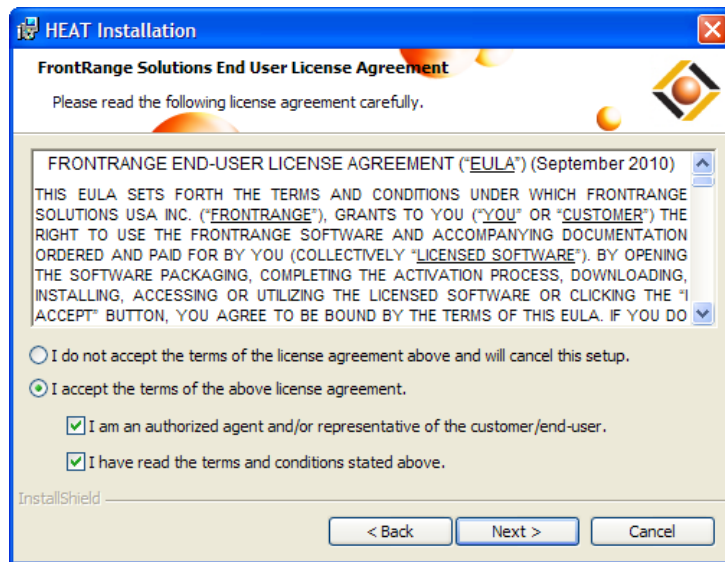 HEAT Installation
FrontRange Solutions End User License Agreement
Please read the following license agreement carefully.
FRONTRANGE END-USER LICENSE AGREEMENT (“EULA”) (September 2010)
THIS EULA SETS FORTH THE TERMS AND CONDITIONS UNDER WHICH FRONTRANGE
SOLUTIONS USA INC. (“FRONTRANGE”), GRANTS TO YOU (“YOU” OR “CUSTOMER”) THE
RIGHT TO USE THE FRONTRANGE SOFTWARE AND ACCOMPANYING DOCUMENTATION
ORDERED AND PAID FOR BY YOU (COLLECTIVELY “LICENSED SOFTWARE”). BY OPENING
THE SOFTWARE PACKAGING, COMPLETING THE ACTIVATION PROCESS, DOWNLOADING,
INSTALLING, ACCESSING OR UTILIZING THE LICENSED SOFTWARE OR CLICKING THE “I
ACCEPT” BUTTON, YOU AGREE TO BE BOUND BY THE TERMS OF THIS EULA. IF YOU DO
I do not accept the terms of the license agreement above and will cancel this setup.
I accept the terms of the above license agreement.
I am an authorized agent and/or representative of the customer/end-user.
I have read the terms and conditions stated above.
InstallShield
< Back Next > Cancel